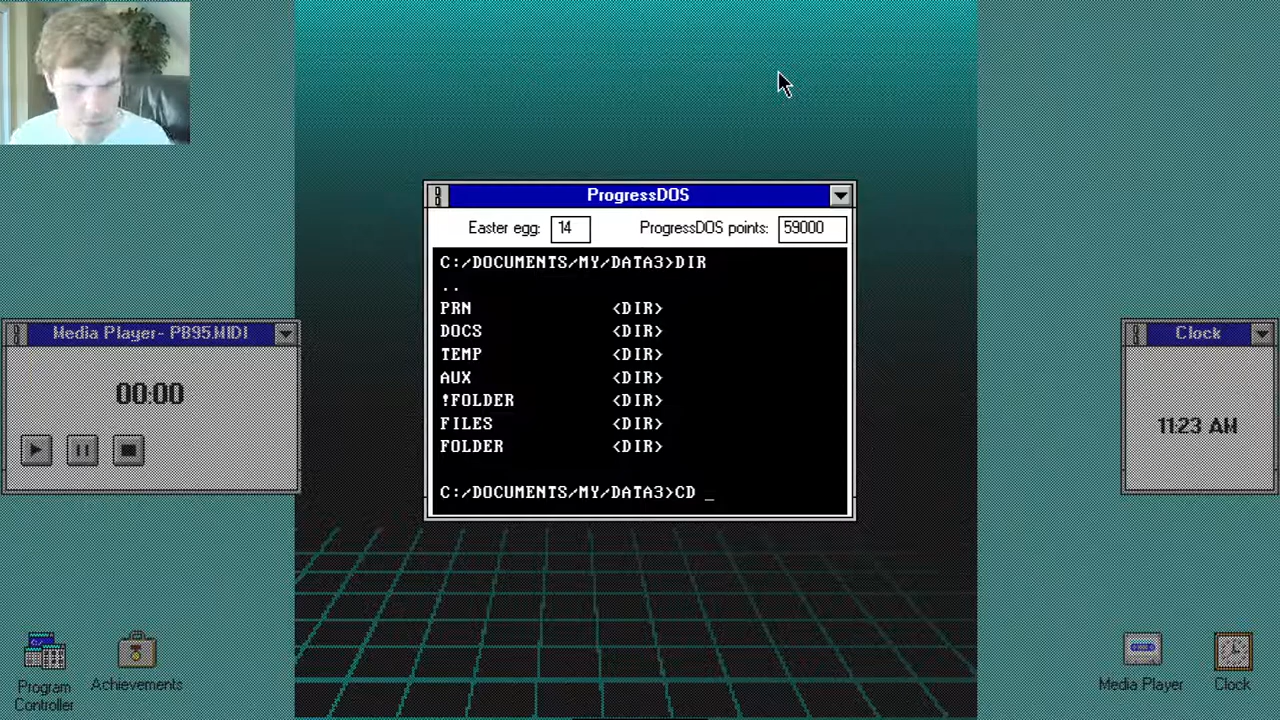 ProgressDOS
Easter egg: 14 ProgressDOS points: 59000
C:/DOCUMENTS/MY/DATA3>DIR
..
PRN <DIR>
DOCS <DIR>
TEMP <DIR>
AUX <DIR>
!FOLDER <DIR>
FILES <DIR>
FOLDER <DIR>
C:/DOCUMENTS/MY/DATA3>CD _
Media Player- PB95.MIDI
00:00
Clock
11:23 AM
Program
Controller
Achievements
Media Player
Clock